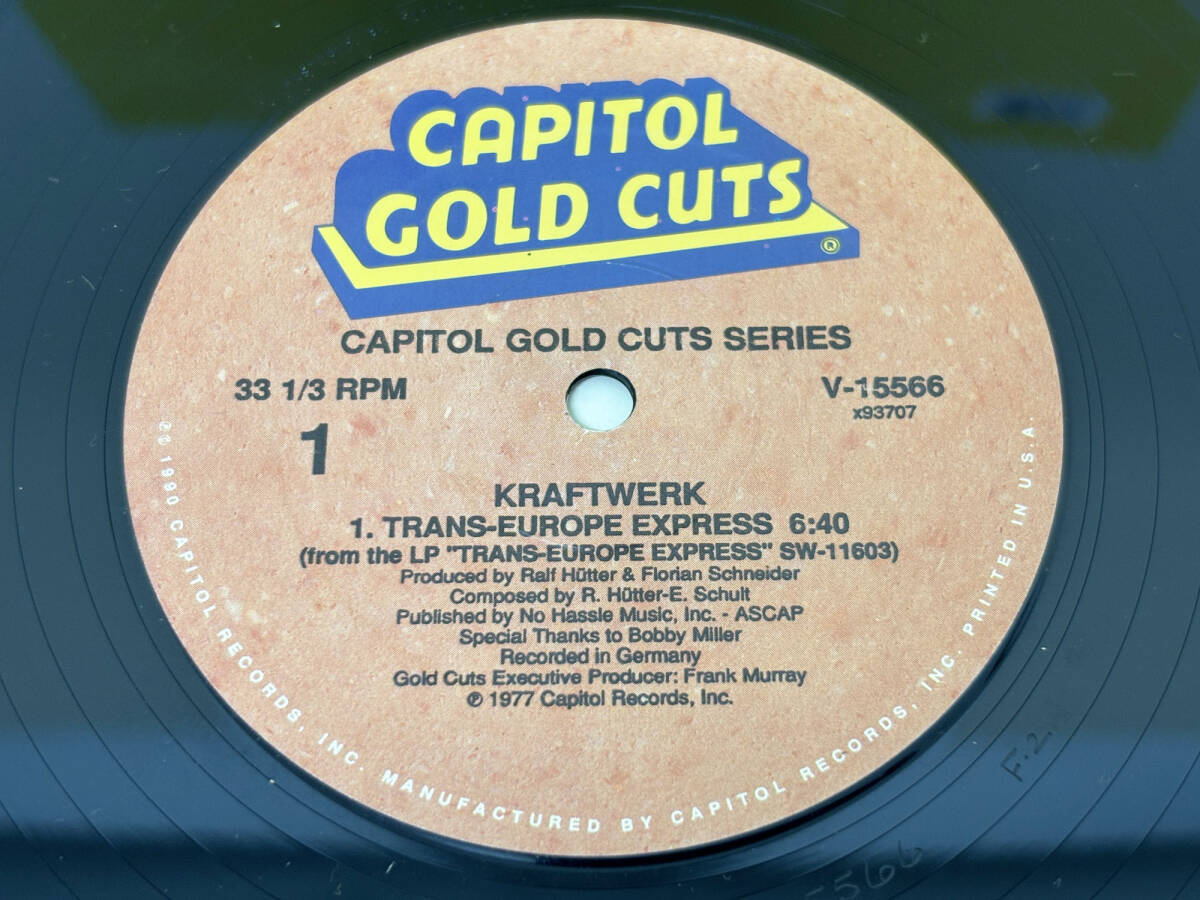 CAPITOL
GOLD CUTS
®
CAPITOL GOLD CUTS SERIES
33 1/3 RPM
V-15566
x93707
1
KRAFTWERK
1. TRANS-EUROPE EXPRESS 6:40
(from the LP "TRANS-EUROPE EXPRESS" SW-11603)
Produced by Ralf Hütter & Florian Schneider
Composed by R. Hütter-E. Schult
Published by No Hassle Music, Inc. - ASCAP
Special Thanks to Bobby Miller
Recorded in Germany
Gold Cuts Executive Producer: Frank Murray
℗ 1977 Capitol Records, Inc.
℗©1990 CAPITOL RECORDS, INC. MANUFACTURED BY CAPITOL RECORDS, INC. PRINTED IN U.S.A
F.2.
5566